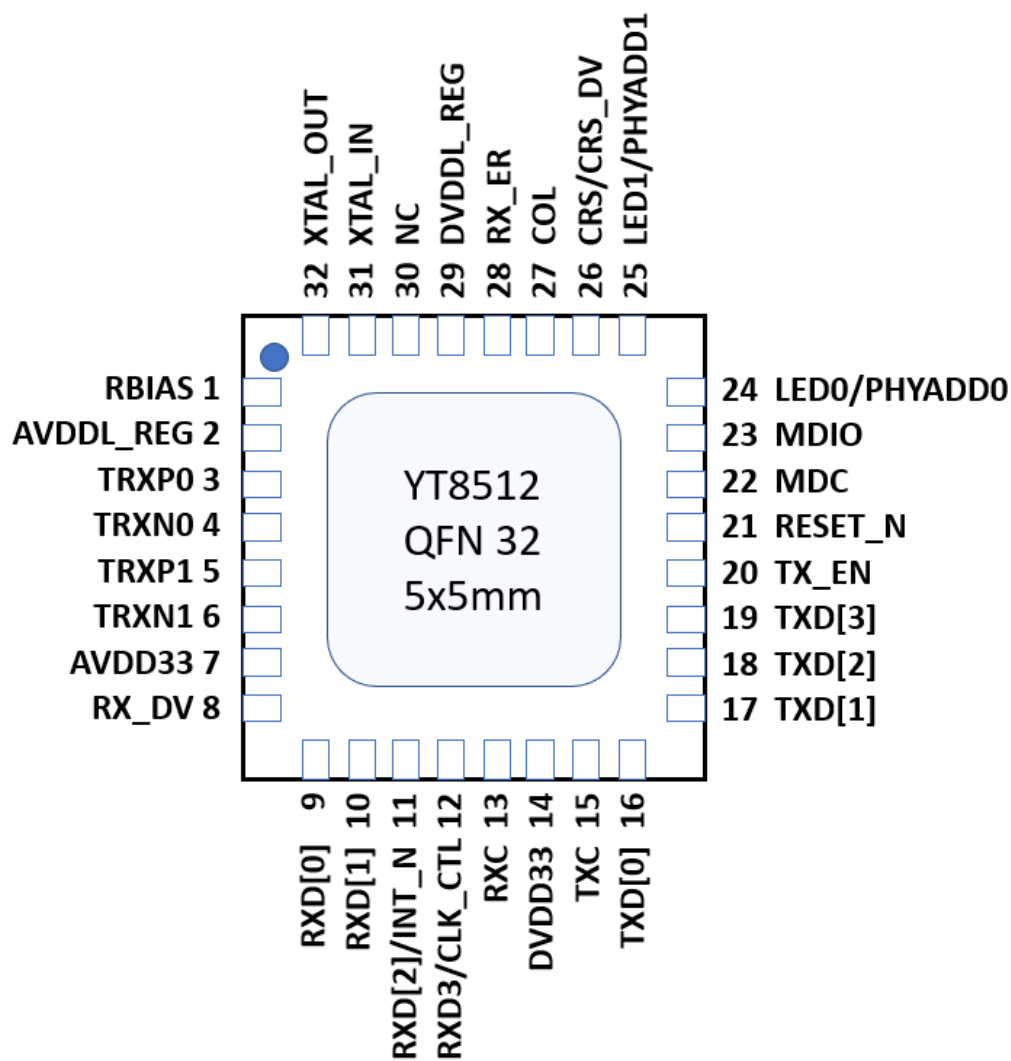 32 XTAL_OUT
31 XTAL_IN
30 NC
29 DVDDL_REG
28 RX_ER
27 COL
26 CRS/CRS_DV
25 LED1/PHYADD1
RBIAS 1
AVDDL_REG 2
TRXP0 3
TRXN0 4
TRXP1 5
TRXN1 6
AVDD33 7
RX_DV 8
YT8512
QFN 32
5x5mm
24 LED0/PHYADD0
23 MDIO
22 MDC
21 RESET_N
20 TX_EN
19 TXD[3]
18 TXD[2]
17 TXD[1]
RXD[0] 9
RXD[1] 10
RXD[2]/INT_N 11
RXD3/CLK_CTL 12
RXC 13
DVDD33 14
TXC 15
TXD[0] 16